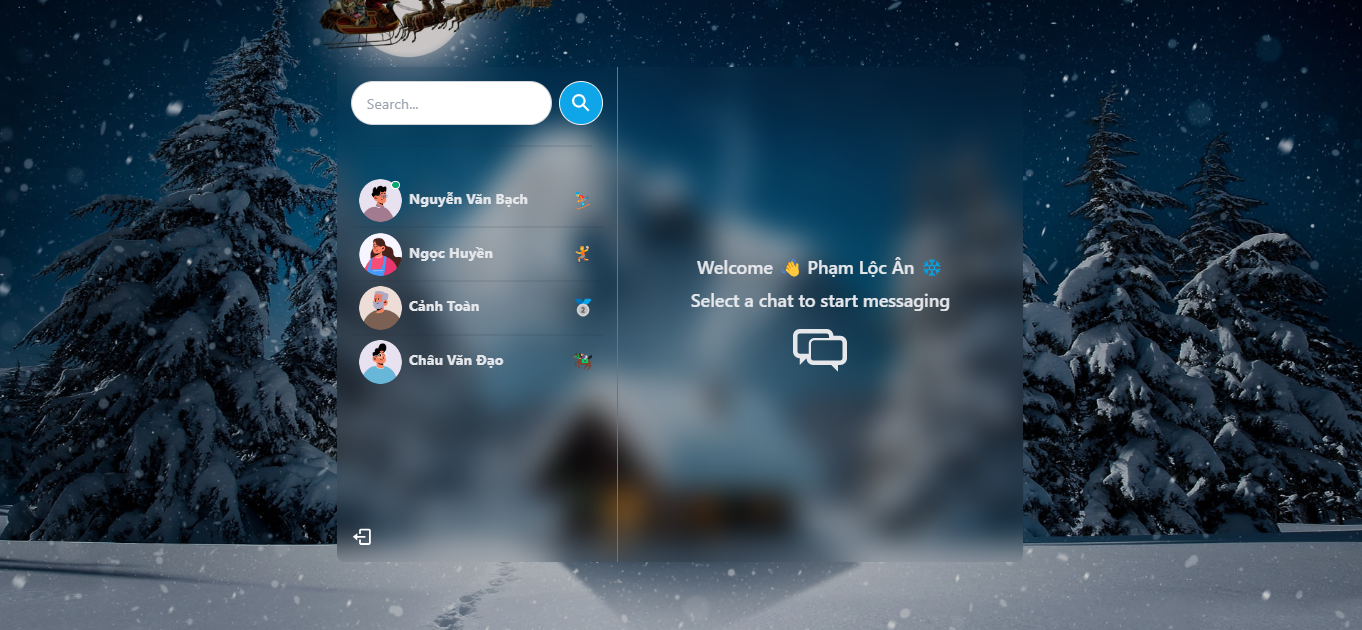 Search...
Nguyễn Văn Bạch
Ngọc Huyền
Cảnh Toàn
Châu Văn Đạo
Welcome 👋 Phạm Lộc Ân ❄️
Select a chat to start messaging